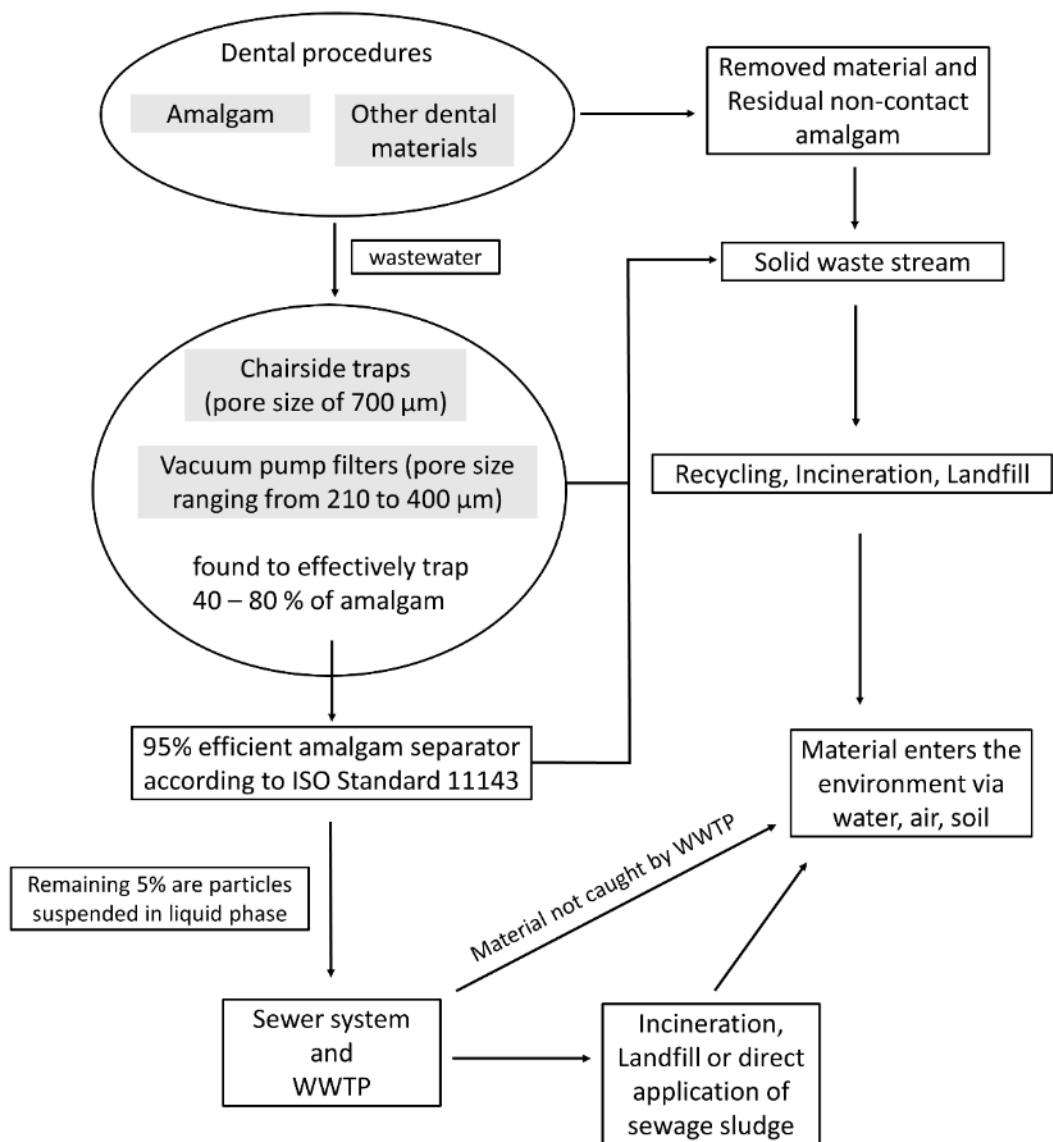 Dental procedures
Amalgam
Other dental
materials
Removed material and
Residual non-contact
amalgam
wastewater
Solid waste stream
Chairside traps
(pore size of 700 µm)
Vacuum pump filters (pore size
ranging from 210 to 400 µm)
found to effectively trap
40 – 80 % of amalgam
Recycling, Incineration, Landfill
95% efficient amalgam separator
according to ISO Standard 11143
Material enters the
environment via
water, air, soil
Remaining 5% are particles
suspended in liquid phase
Material not caught by WWTP
Sewer system
and
WWTP
Incineration,
Landfill or direct
application of
sewage sludge